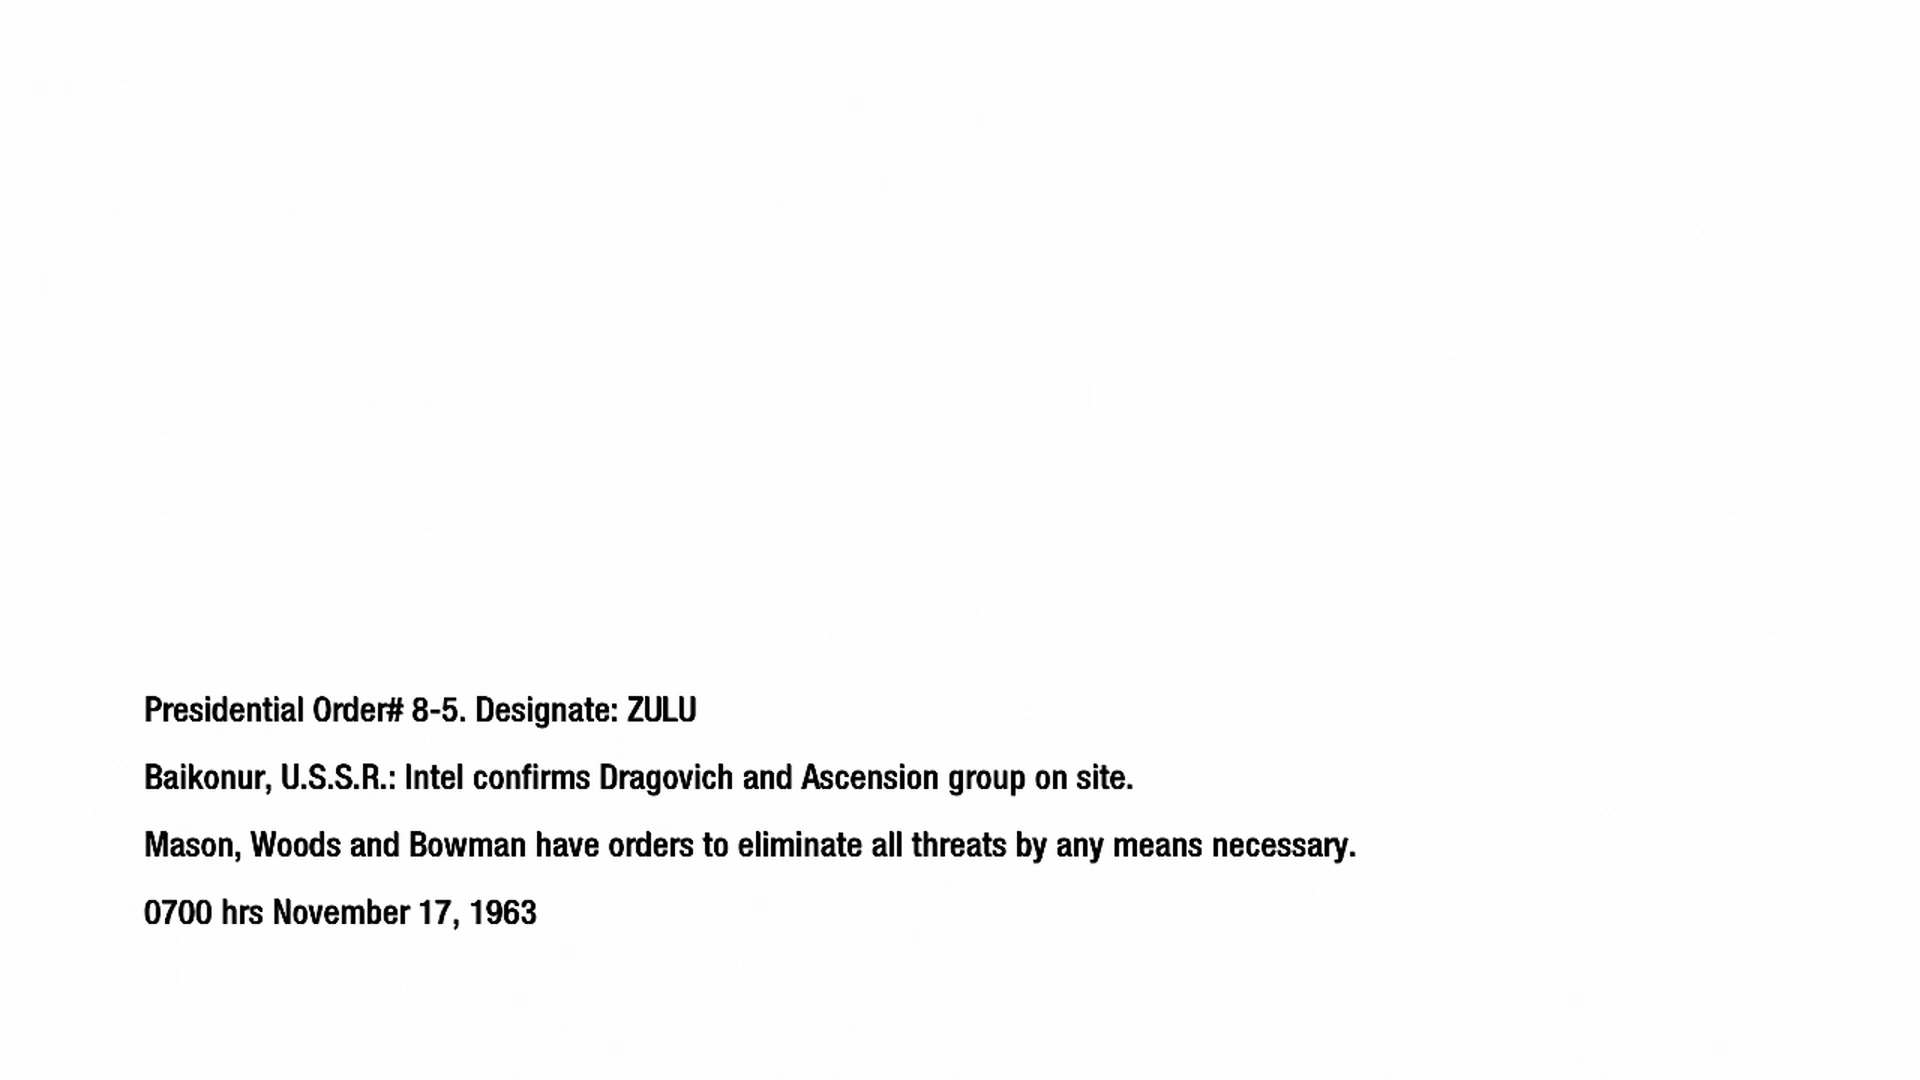 Presidential Order# 8-5. Designate: ZULU
Baikonur, U.S.S.R.: Intel confirms Dragovich and Ascension group on site.
Mason, Woods and Bowman have orders to eliminate all threats by any means necessary.
0700 hrs November 17, 1963